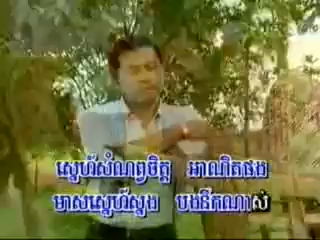 ស្នេហ៍សំណព្វចិត្ត អាណិតផង
មាសស្នេហ៍ស្នង បងនឹកណាស់